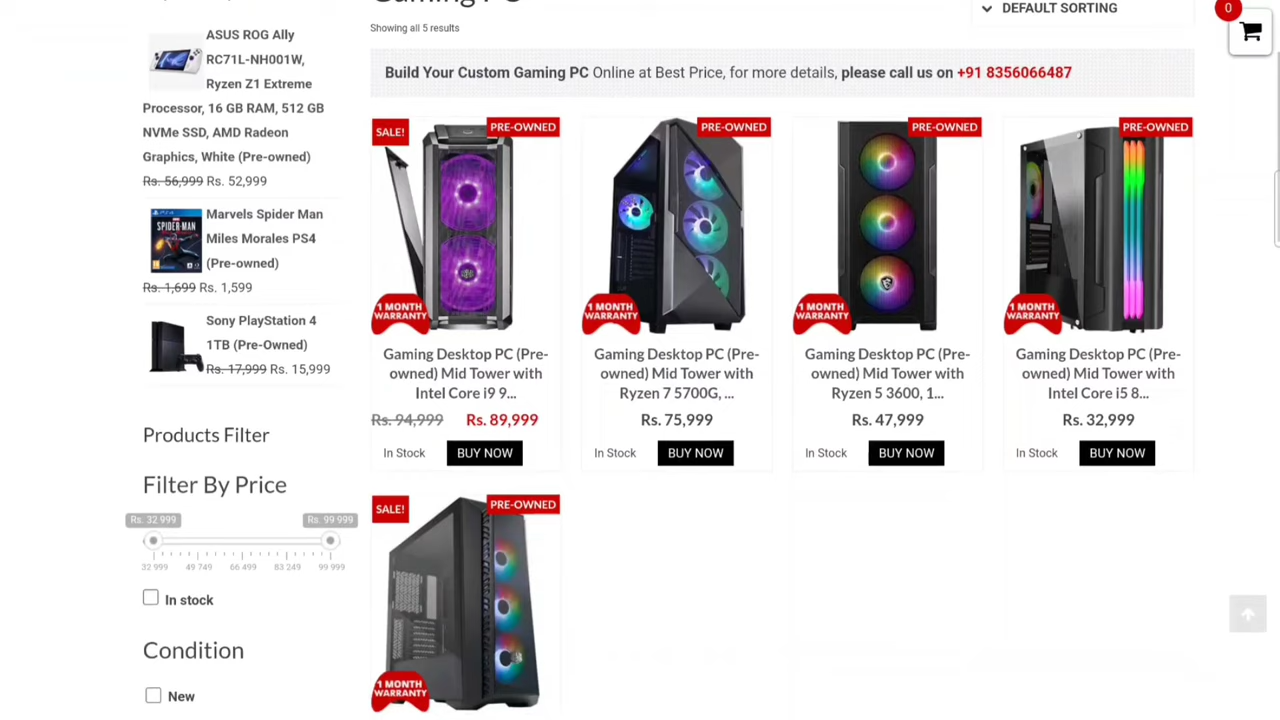 Gaming PC
DEFAULT SORTING
0
Showing all 5 results
ASUS ROG Ally
RC71L-NH001W,
Ryzen Z1 Extreme
Processor, 16 GB RAM, 512 GB
NVMe SSD, AMD Radeon
Graphics, White (Pre-owned)
Rs. 56,999 Rs. 52,999
Marvels Spider Man
Miles Morales PS4
(Pre-owned)
Rs. 1,699 Rs. 1,599
Sony PlayStation 4
1TB (Pre-Owned)
Rs. 17,999 Rs. 15,999
Products Filter
Filter By Price
Rs. 32 999 Rs. 99 999
32 999 49 749 66 499 83 249 99 999
In stock
Condition
New
Build Your Custom Gaming PC Online at Best Price, for more details, please call us on +91 8356066487
SALE!
PRE-OWNED
1 MONTH
WARRANTY
Gaming Desktop PC (Pre-
owned) Mid Tower with
Intel Core i9 9...
Rs. 94,999 Rs. 89,999
In Stock BUY NOW
PRE-OWNED
1 MONTH
WARRANTY
Gaming Desktop PC (Pre-
owned) Mid Tower with
Ryzen 7 5700G, ...
Rs. 75,999
In Stock BUY NOW
PRE-OWNED
1 MONTH
WARRANTY
Gaming Desktop PC (Pre-
owned) Mid Tower with
Ryzen 5 3600, 1...
Rs. 47,999
In Stock BUY NOW
PRE-OWNED
1 MONTH
WARRANTY
Gaming Desktop PC (Pre-
owned) Mid Tower with
Intel Core i5 8...
Rs. 32,999
In Stock BUY NOW
SALE!
PRE-OWNED
1 MONTH
WARRANTY